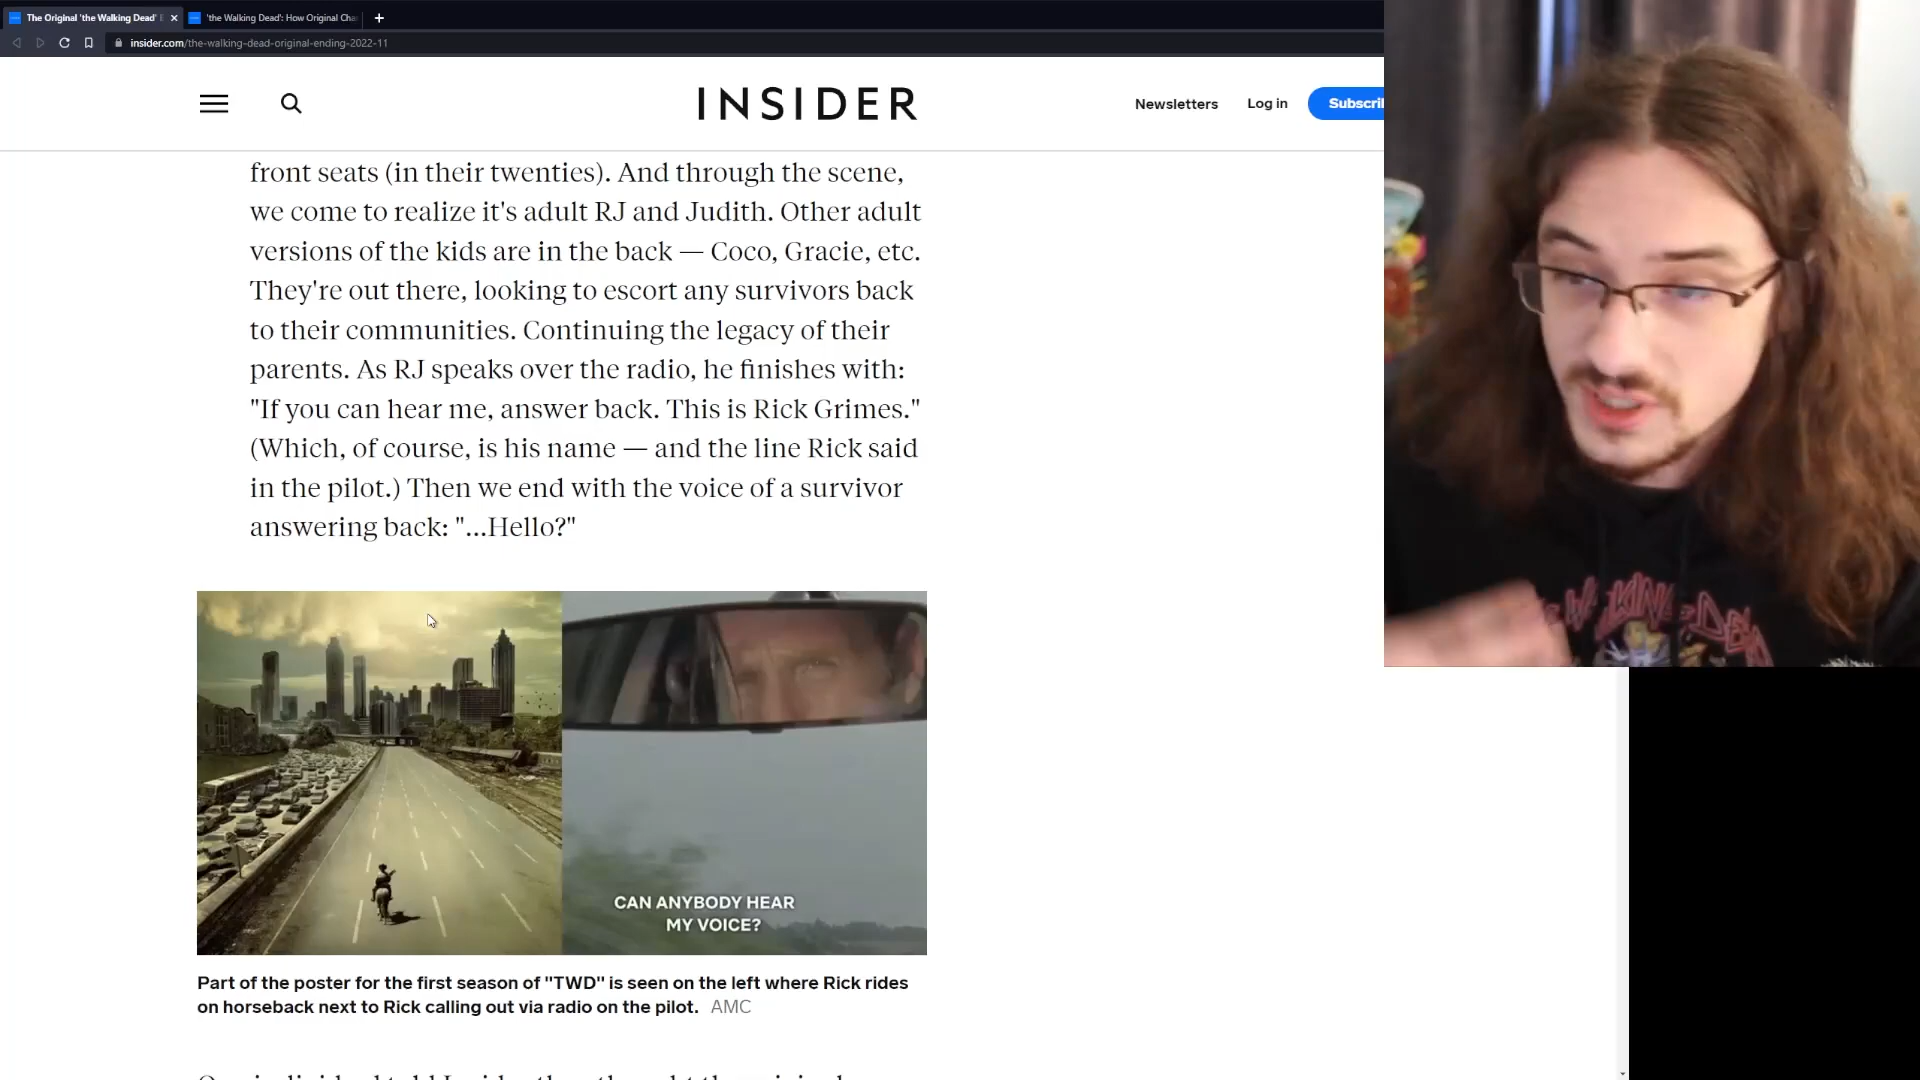 The Original 'the Walking Dead'
'the Walking Dead': How Original Cha
insider.com/the-walking-dead-original-ending-2022-11
INSIDER
Newsletters
Log in
front seats (in their twenties). And through the scene,
we come to realize it's adult RJ and Judith. Other adult
versions of the kids are in the back — Coco, Gracie, etc.
They're out there, looking to escort any survivors back
to their communities. Continuing the legacy of their
parents. As RJ speaks over the radio, he finishes with:
"If you can hear me, answer back. This is Rick Grimes."
(Which, of course, is his name — and the line Rick said
in the pilot.) Then we end with the voice of a survivor
answering back: "...Hello?"
CAN ANYBODY HEAR
MY VOICE?
Part of the poster for the first season of "TWD" is seen on the left where Rick rides
on horseback next to Rick calling out via radio on the pilot. AMC